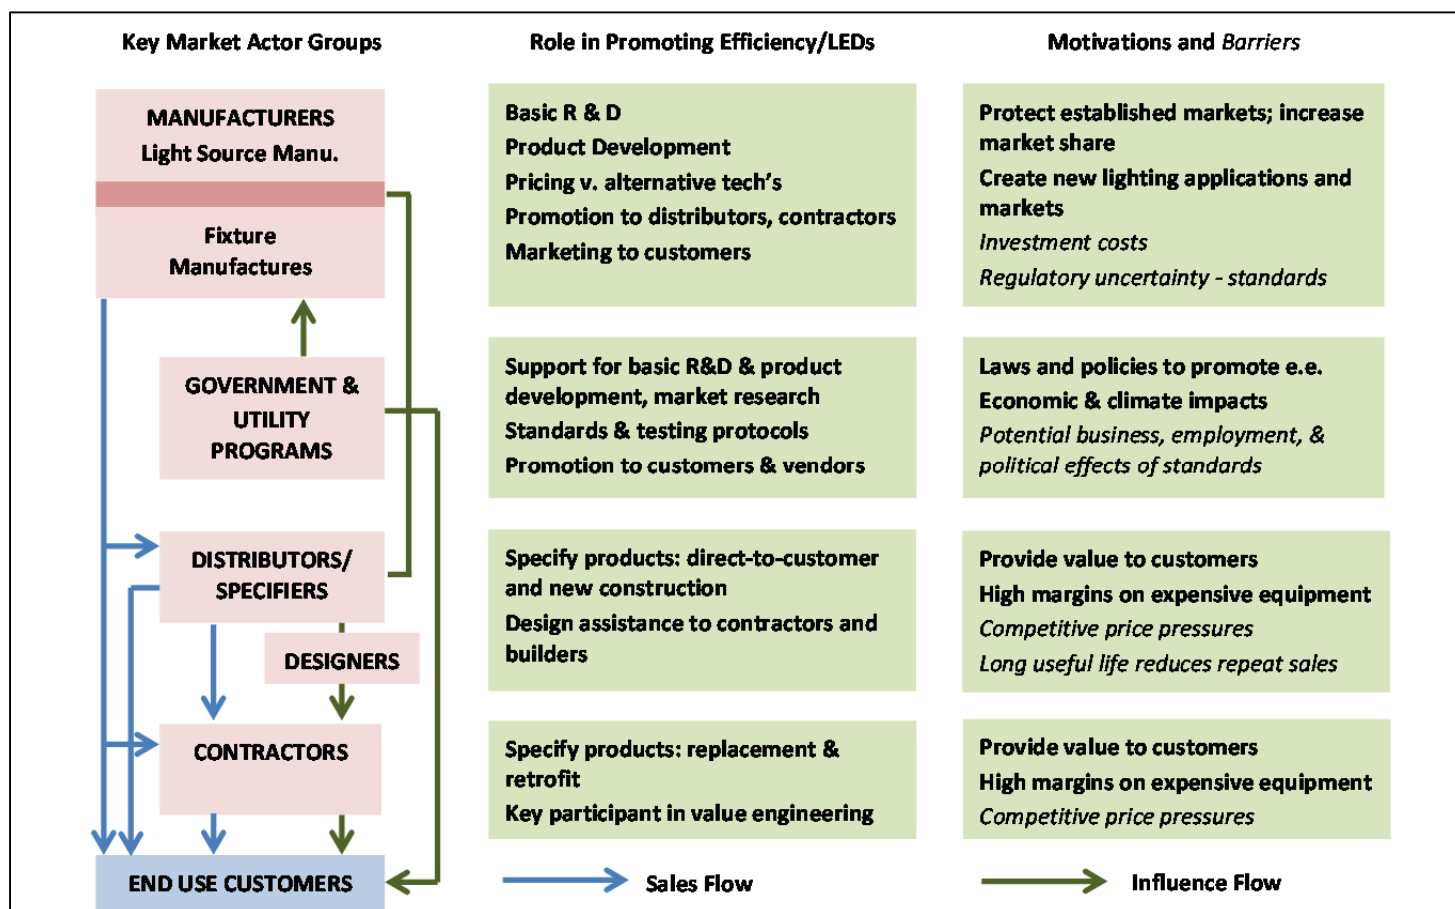 Key Market Actor Groups
Role in Promoting Efficiency/LEDs
Motivations and Barriers
MANUFACTURERS
Light Source Manu.
Fixture
Manufactures
Basic R & D
Product Development
Pricing v. alternative tech's
Promotion to distributors, contractors
Marketing to customers
Protect established markets; increase
market share
Create new lighting applications and
markets
Investment costs
Regulatory uncertainty - standards
GOVERNMENT &
UTILITY
PROGRAMS
Support for basic R&D & product
development, market research
Standards & testing protocols
Promotion to customers & vendors
Laws and policies to promote e.e.
Economic & climate impacts
Potential business, employment, &
political effects of standards
DISTRIBUTORS/
SPECIFIERS
DESIGNERS
Specify products: direct-to-customer
and new construction
Design assistance to contractors and
builders
Provide value to customers
High margins on expensive equipment
Competitive price pressures
Long useful life reduces repeat sales
CONTRACTORS
Specify products: replacement &
retrofit
Key participant in value engineering
Provide value to customers
High margins on expensive equipment
Competitive price pressures
END USE CUSTOMERS
Sales Flow
Influence Flow